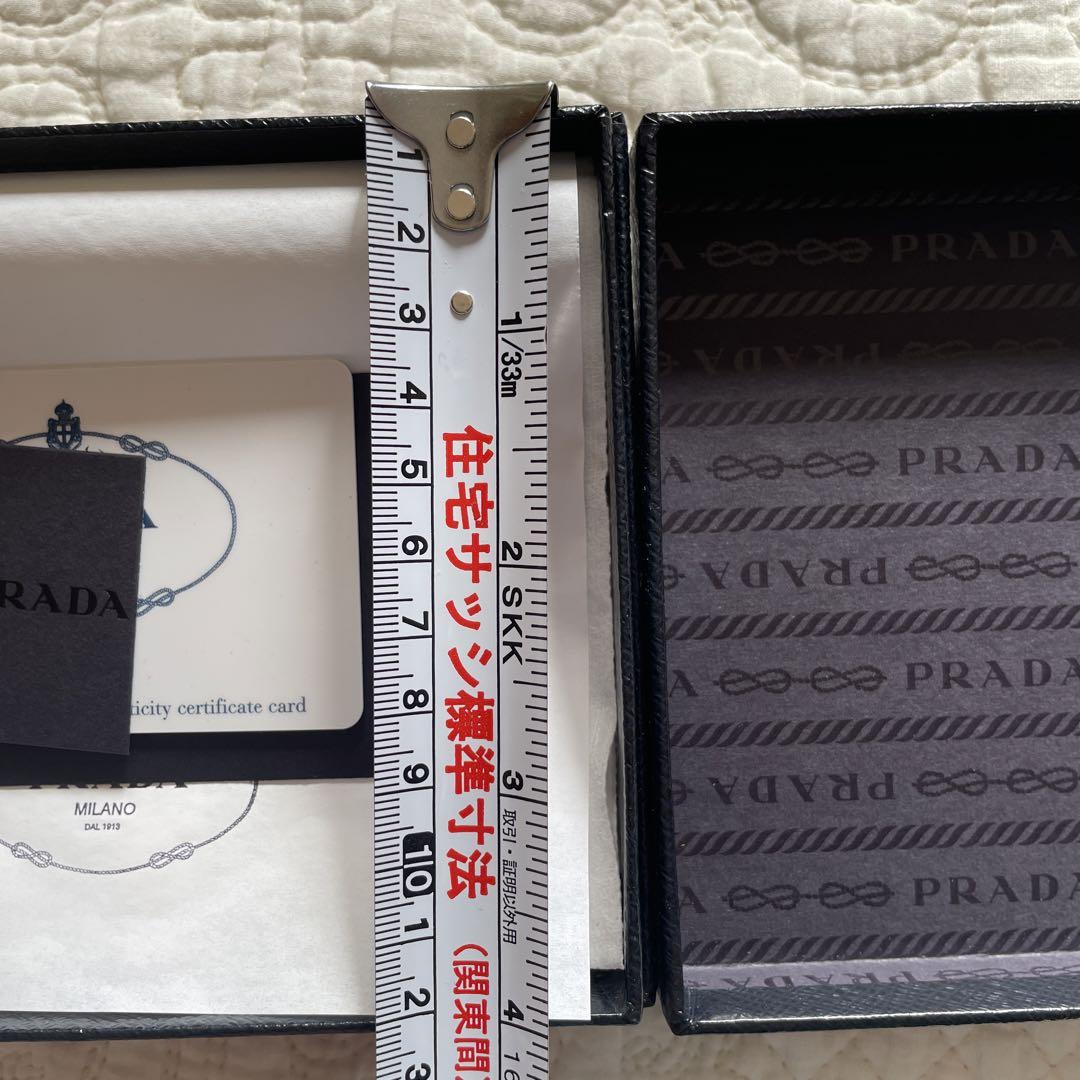 1
2
3
4
5
6
7
8
9
10
1
2
3
1/33m
2
SKK
3
取引・証明以外用
4
住宅サッシ標準寸法
(関東間
RADA
A
ticity certificate card
PRADA
MILANO
DAL 1913
A PRADA
PRADA
A PRADA
PRADA
A PRADA
PRADA
A PRADA
PRADA